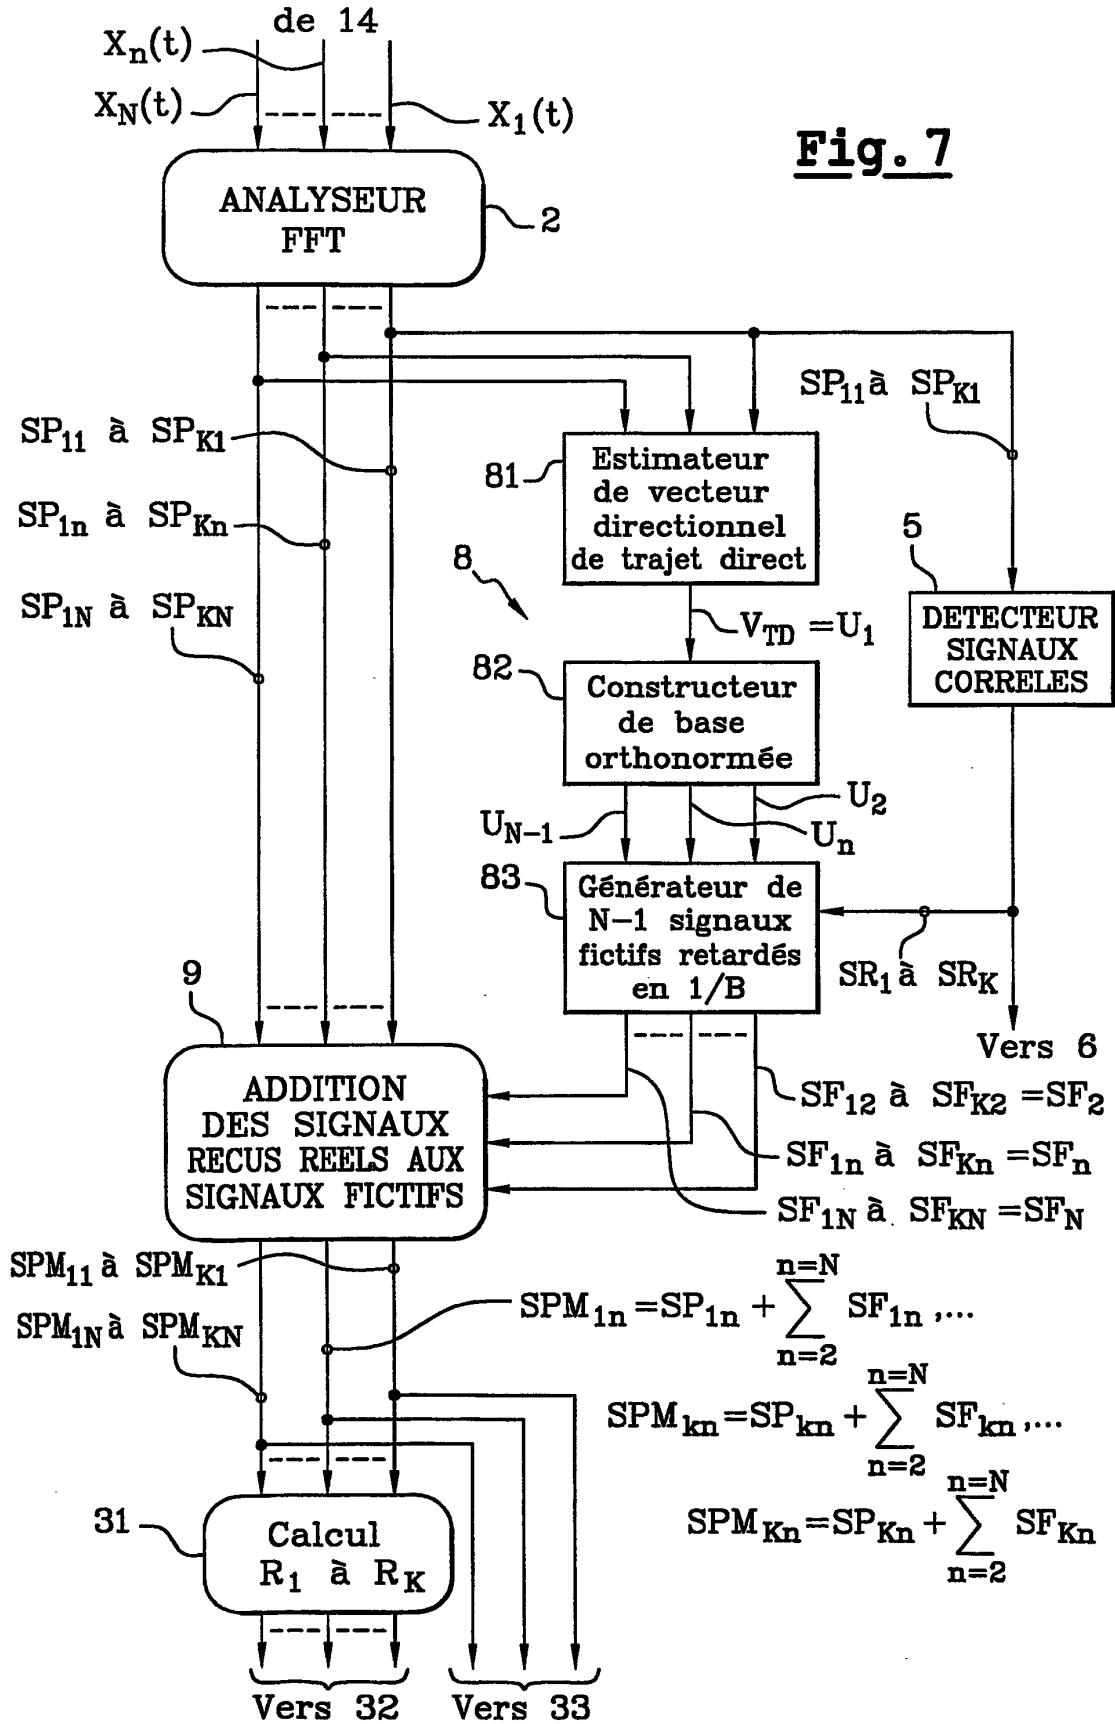 de 14
Xn(t)
XN(t)
X1(t)
Fig. 7
ANALYSEUR
FFT
2
SP11 à SPK1
SP11 à SPK1
SP1n à SPKn
SP1N à SPKN
81
Estimateur
de vecteur
directionnel
de trajet direct
8
5
DETECTEUR
SIGNAUX
CORRELES
VTD = U1
82
Constructeur
de base
orthonormée
UN-1
Un
U2
83
Générateur de
N-1 signaux
fictifs retardés
en 1/B
SR1 à SRK
Vers 6
9
ADDITION
DES SIGNAUX
RECUS REELS AUX
SIGNAUX FICTIFS
SF12 à SFK2 = SF2
SF1n à SFKn = SFn
SF1N à SFKN = SFN
SPM11 à SPMK1
SPM1N à SPMKN
SPM1n = SP1n + ∑ n=2 n=N SF1n ,...
SPMkn = SPkn + ∑ n=2 n=N SFkn ,...
SPMKn = SPKn + ∑ n=2 n=N SFKn
31
Calcul
R1 à RK
Vers 32
Vers 33